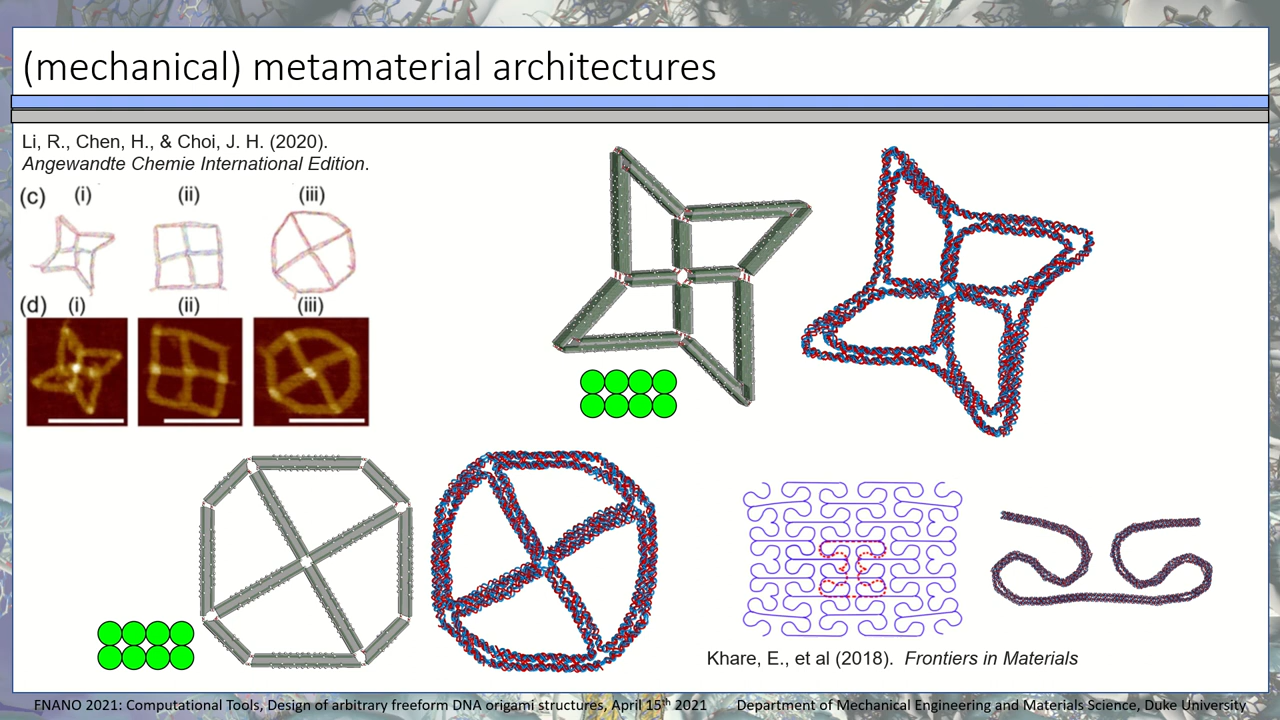 (mechanical) metamaterial architectures
Li, R., Chen, H., & Choi, J. H. (2020).
Angewandte Chemie International Edition.
(c) (i) (ii) (iii)
(d) (i) (ii) (iii)
Khare, E., et al (2018). Frontiers in Materials
FNANO 2021: Computational Tools, Design of arbitrary freeform DNA origami structures, April 15th 2021 Department of Mechanical Engineering and Materials Science, Duke University